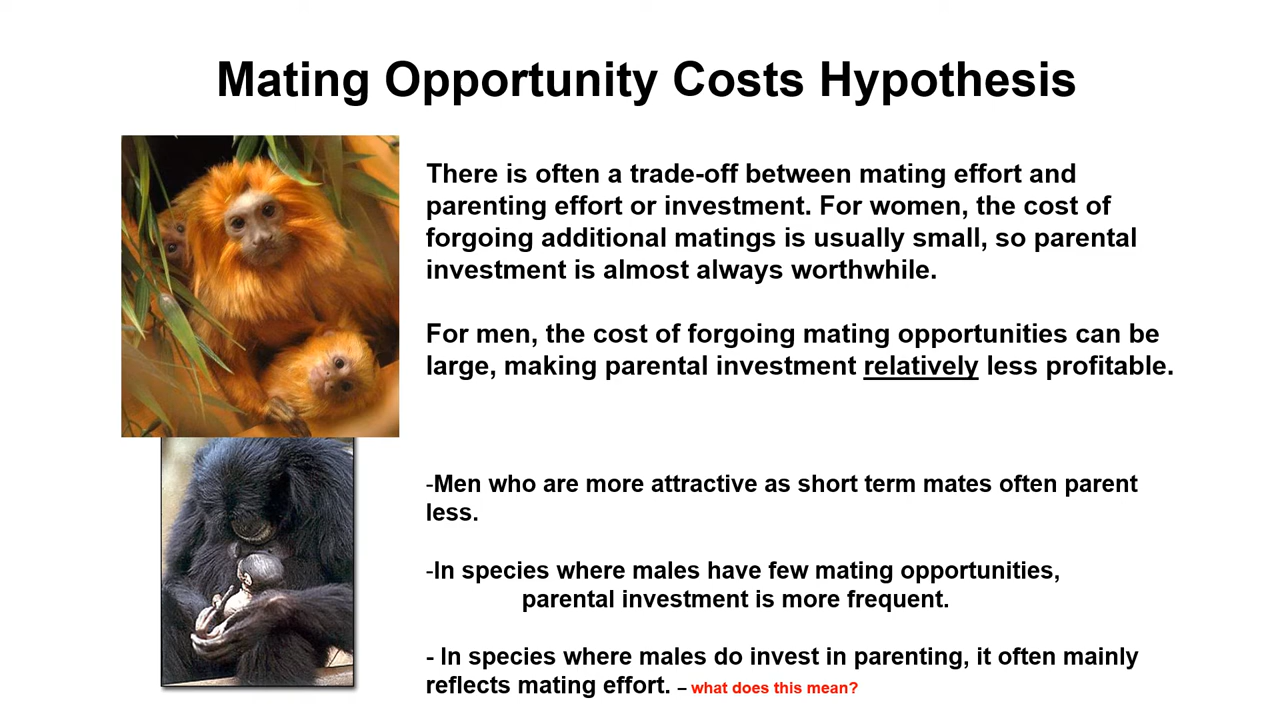 Mating Opportunity Costs Hypothesis
There is often a trade-off between mating effort and
parenting effort or investment. For women, the cost of
forgoing additional matings is usually small, so parental
investment is almost always worthwhile.
For men, the cost of forgoing mating opportunities can be
large, making parental investment relatively less profitable.
-Men who are more attractive as short term mates often parent
less.
-In species where males have few mating opportunities,
parental investment is more frequent.
- In species where males do invest in parenting, it often mainly
reflects mating effort. – what does this mean?